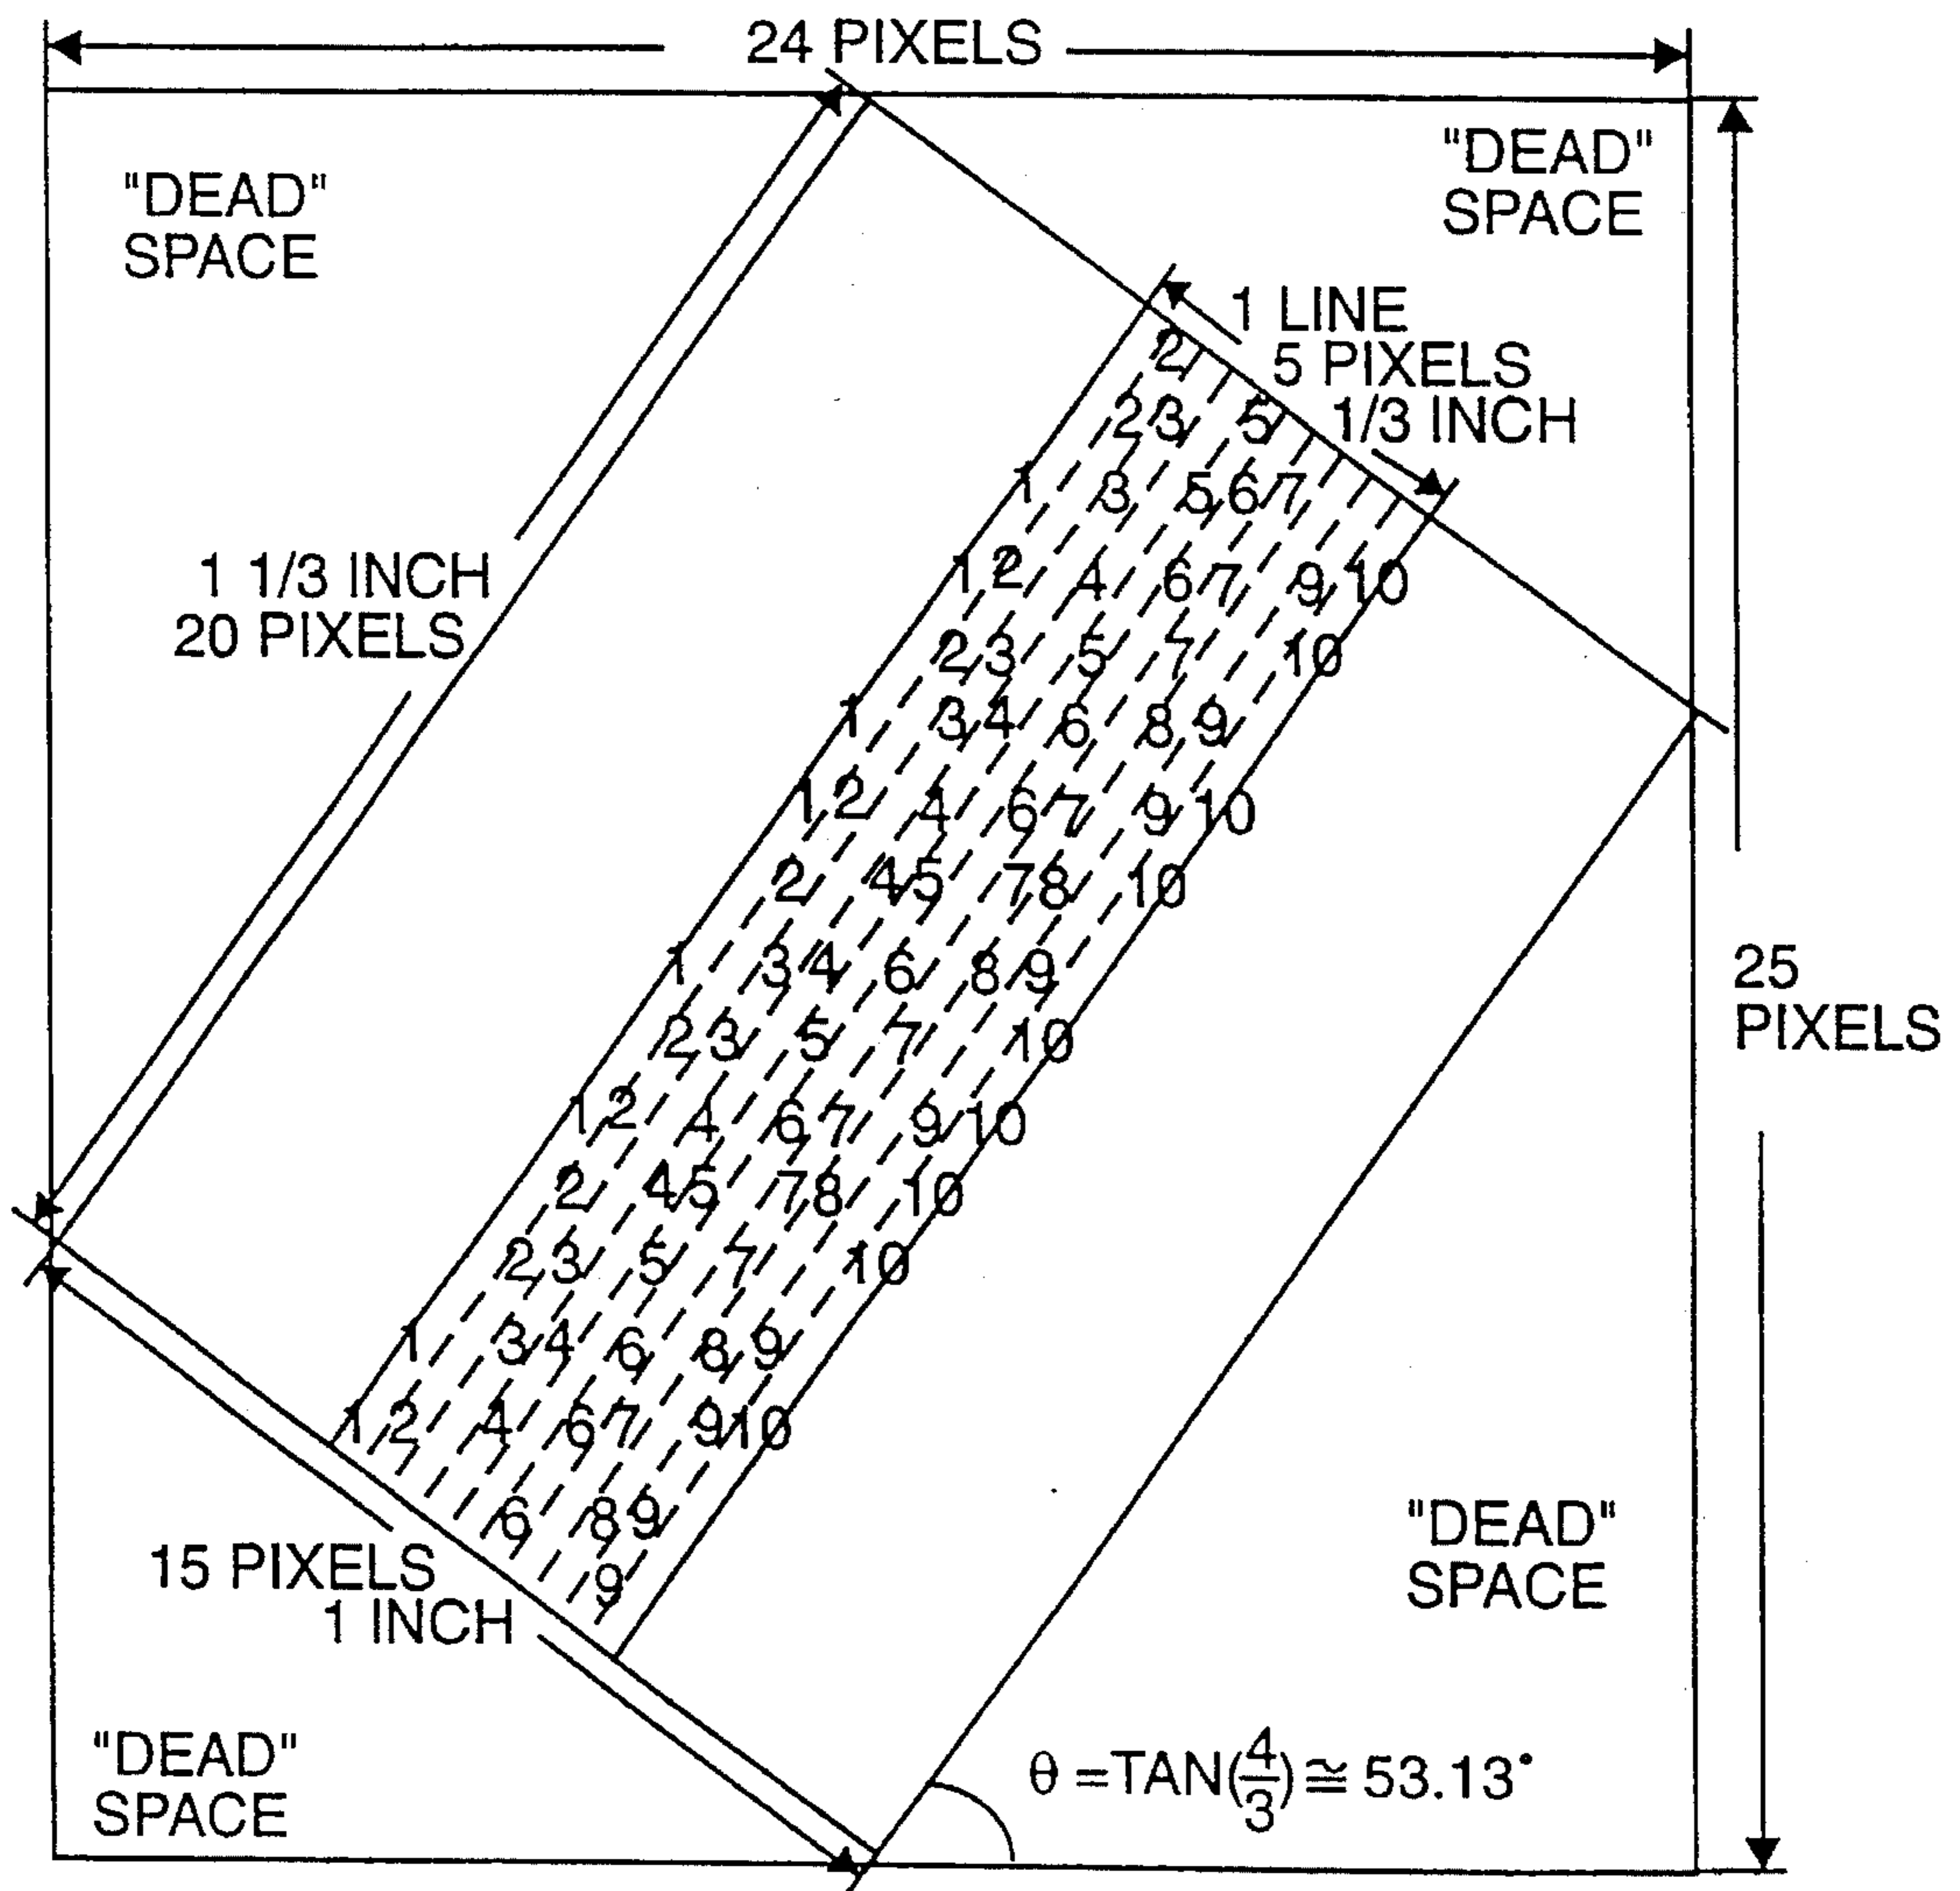 24 PIXELS
"DEAD"
SPACE
"DEAD"
SPACE
1 LINE
5 PIXELS
1/3 INCH
2
2 3 5
1 3 5 6 7
1 1/3 INCH
20 PIXELS
1 2 4 6 7 9 10
2 3 5 7 10
1 3 4 6 8 9
1 2 4 6 7 9 10
2 4 5 7 8 10
1 3 4 6 8 9
25
PIXELS
2 3 5 7 10
1 2 4 6 7 9 10
2 4 5 7 8 10
2 3 5 7 10
1 3 4 6 8 9
1 2 4 6 7 9 10
6 8 9
9
15 PIXELS
1 INCH
"DEAD"
SPACE
"DEAD"
SPACE
θ =TAN(4/3)≅ 53.13°